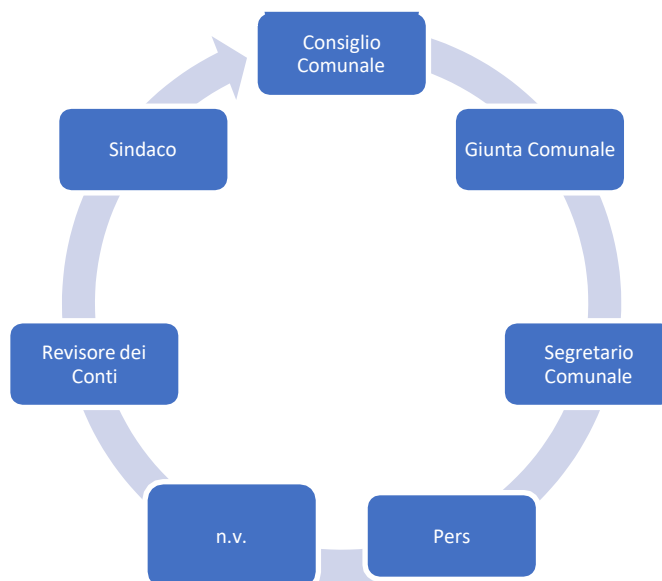 Consiglio
Comunale
Giunta Comunale
Segretario
Comunale
Pers
n.v.
Revisore dei
Conti
Sindaco